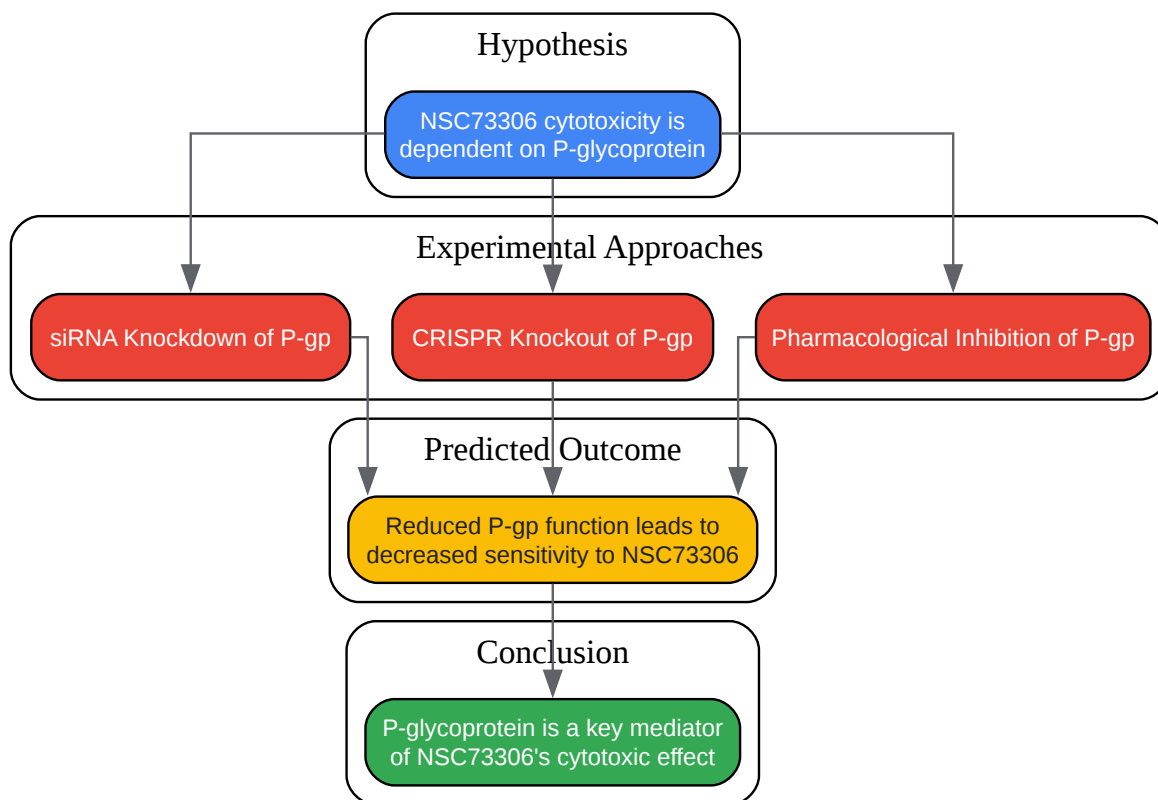 Hypothesis
NSC73306 cytotoxicity is
dependent on P-glycoprotein
Experimental Approaches
siRNA Knockdown of P-gp
CRISPR Knockout of P-gp
Pharmacological Inhibition of P-gp
Predicted Outcome
Reduced P-gp function leads to
decreased sensitivity to NSC73306
Conclusion
P-glycoprotein is a key mediator
of NSC73306's cytotoxic effect